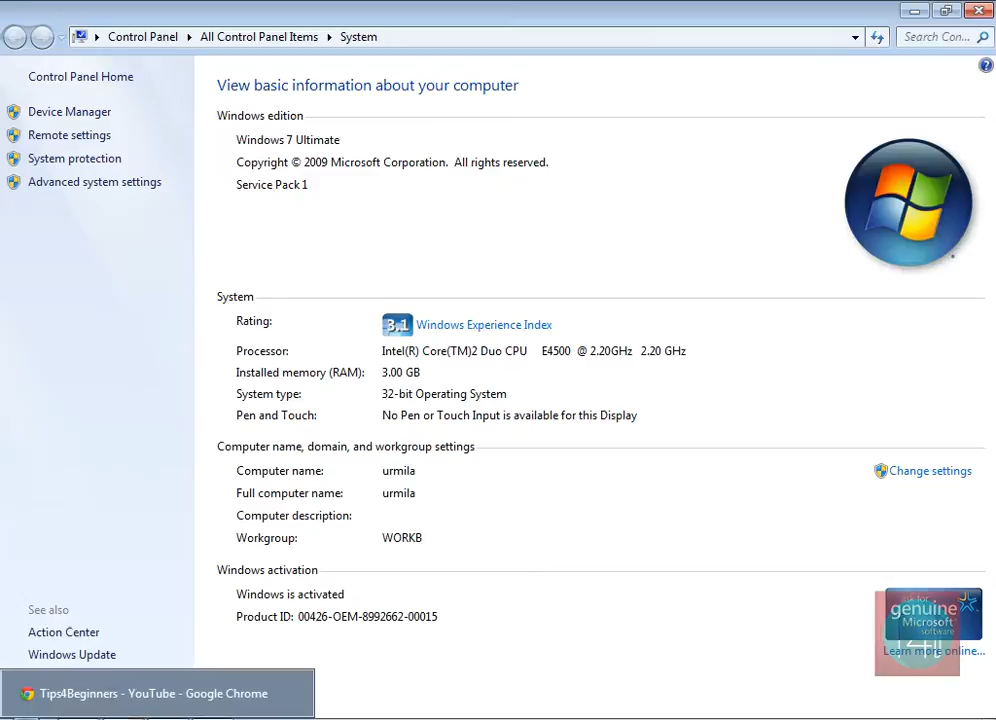 Control Panel ▸ All Control Panel Items ▸ System
Search Con...
Control Panel Home
Device Manager
Remote settings
System protection
Advanced system settings
View basic information about your computer
Windows edition
Windows 7 Ultimate
Copyright © 2009 Microsoft Corporation. All rights reserved.
Service Pack 1
System
Rating: 3.1 Windows Experience Index
Processor: Intel(R) Core(TM)2 Duo CPU E4500 @ 2.20GHz 2.20 GHz
Installed memory (RAM): 3.00 GB
System type: 32-bit Operating System
Pen and Touch: No Pen or Touch Input is available for this Display
Computer name, domain, and workgroup settings
Computer name: urmila
Change settings
Full computer name: urmila
Computer description:
Workgroup: WORKB
Windows activation
Windows is activated
Product ID: 00426-OEM-8992662-00015
ask for
genuine
Microsoft
software
Learn more online...
See also
Action Center
Windows Update
Tips4Beginners - YouTube - Google Chrome